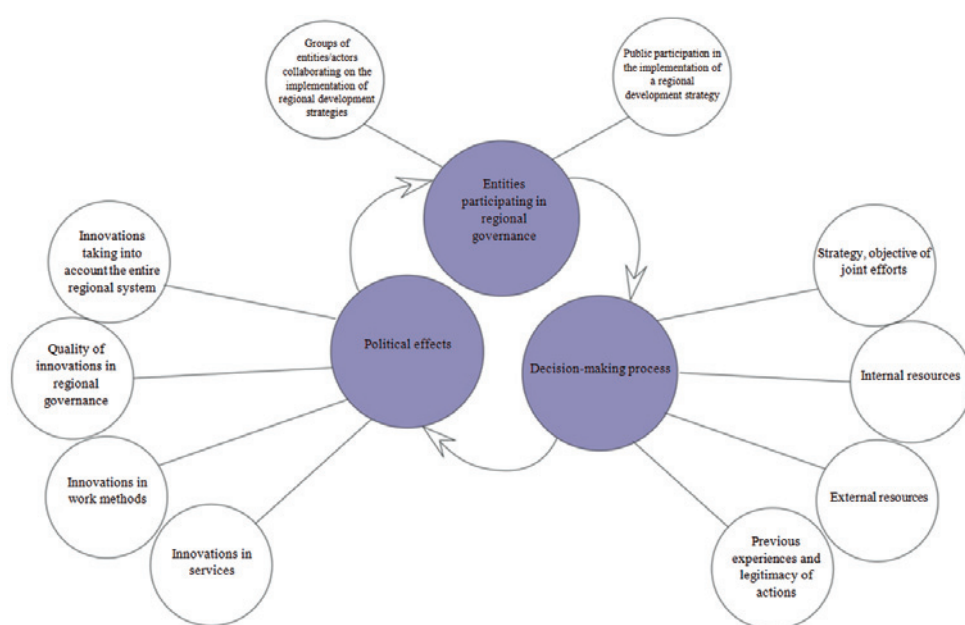 Groups of
entities/actors
collaborating on the
implementation of
regional development
strategies
Public participation in
the implementation of
a regional
development strategy
Entities
participating in
regional
governance
Innovations
taking into
account the entire
regional system
Strategy, objective of
joint efforts
Political effects
Decision-making process
Quality of
innovations in
regional
governance
Internal resources
Innovations in
work methods
External resources
Innovations in
services
Previous
experiences and
legitimacy of
actions